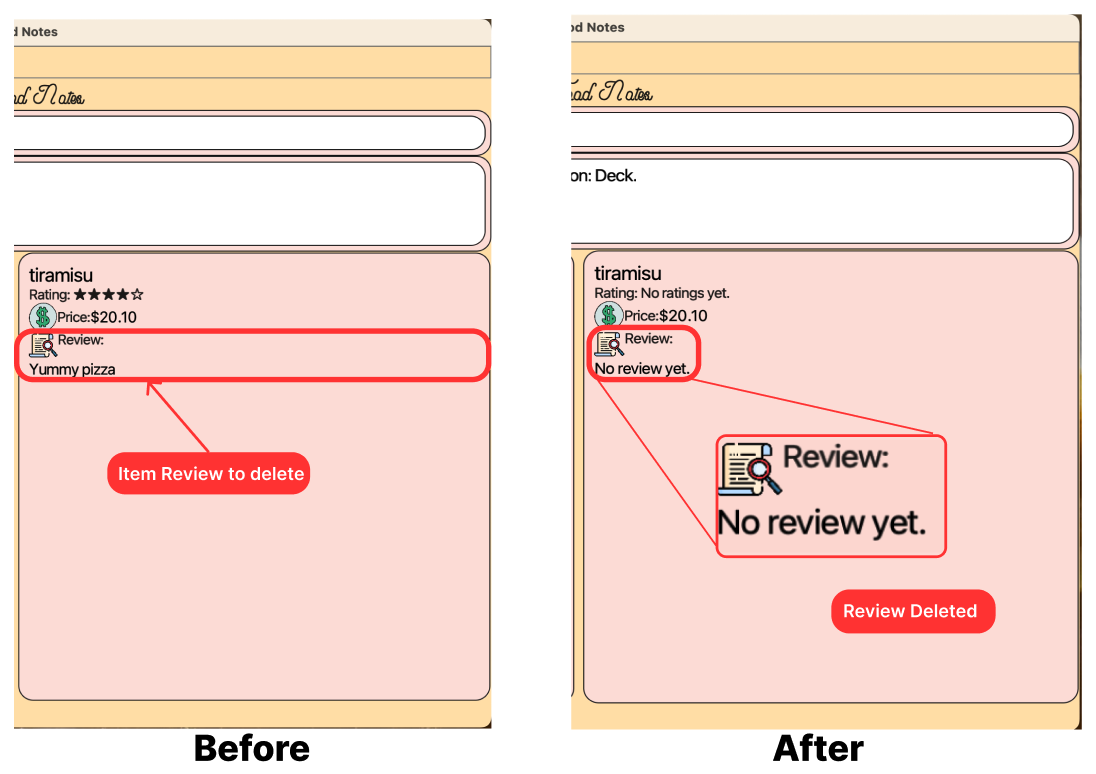 d Notes
od Notes
Notes
ood Notes
on: Deck.
tiramisu
Rating: ★★★★☆
Price:$20.10
Review:
Yummy pizza
Item Review to delete
tiramisu
Rating: No ratings yet.
Price:$20.10
Review:
No review yet.
Review:
No review yet.
Review Deleted
Before
After